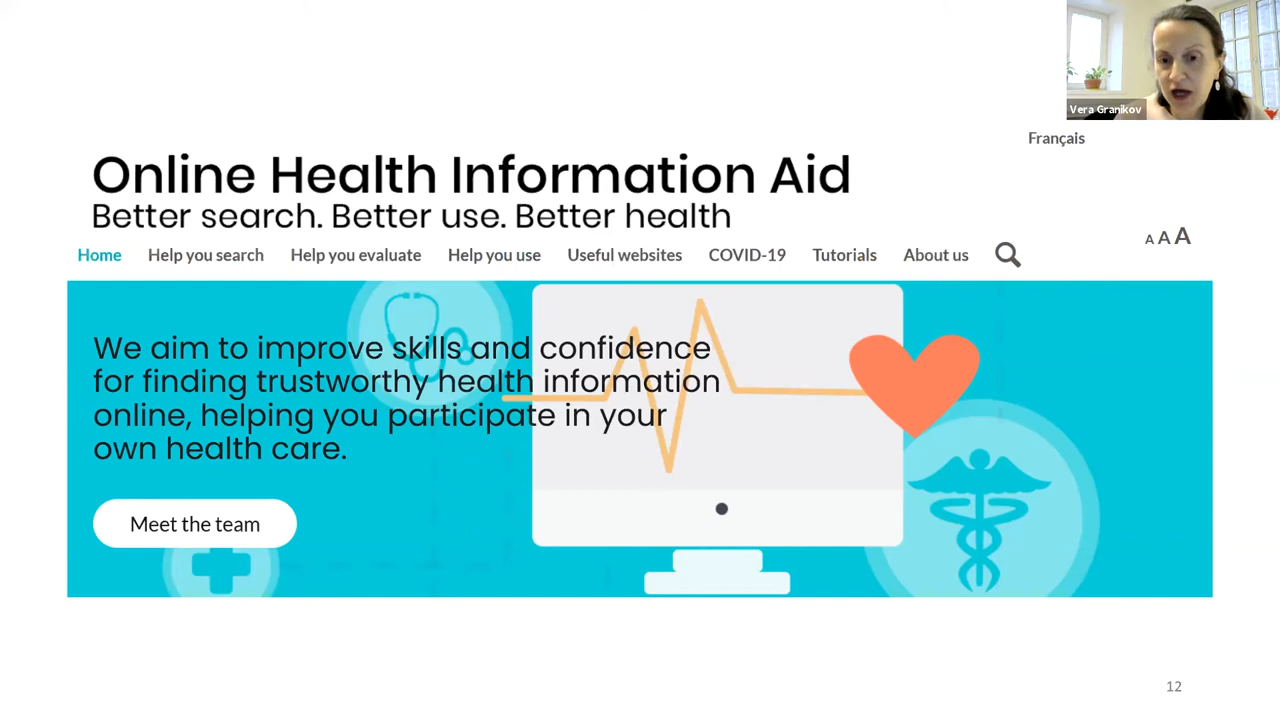 Vera Granikov
Français
Online Health Information Aid
Better search. Better use. Better health
A A A
Home Help you search Help you evaluate Help you use Useful websites COVID-19 Tutorials About us
We aim to improve skills and confidence
for finding trustworthy health information
online, helping you participate in your
own health care.
Meet the team
12